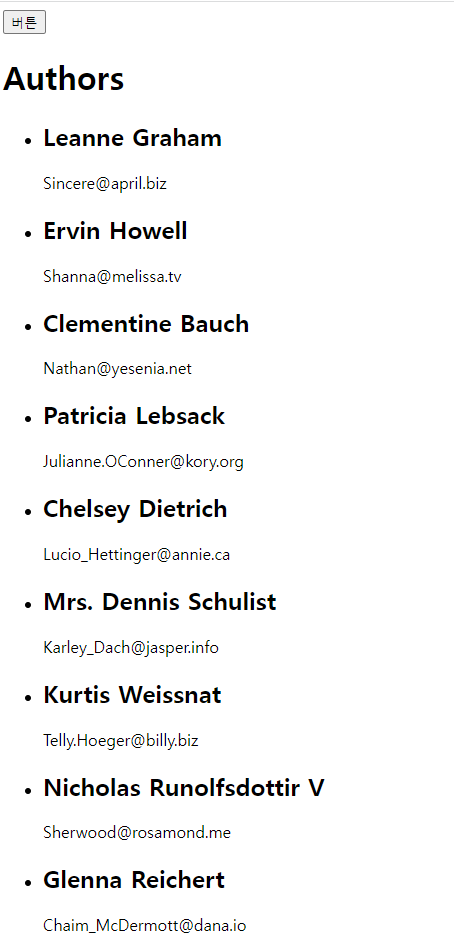 버튼
Authors
Leanne Graham
Sincere@april.biz
Ervin Howell
Shanna@melissa.tv
Clementine Bauch
Nathan@yesenia.net
Patricia Lebsack
Julianne.OConner@kory.org
Chelsey Dietrich
Lucio_Hettinger@annie.ca
Mrs. Dennis Schulist
Karley_Dach@jasper.info
Kurtis Weissnat
Telly.Hoeger@billy.biz
Nicholas Runolfsdottir V
Sherwood@rosamond.me
Glenna Reichert
Chaim_McDermott@dana.io